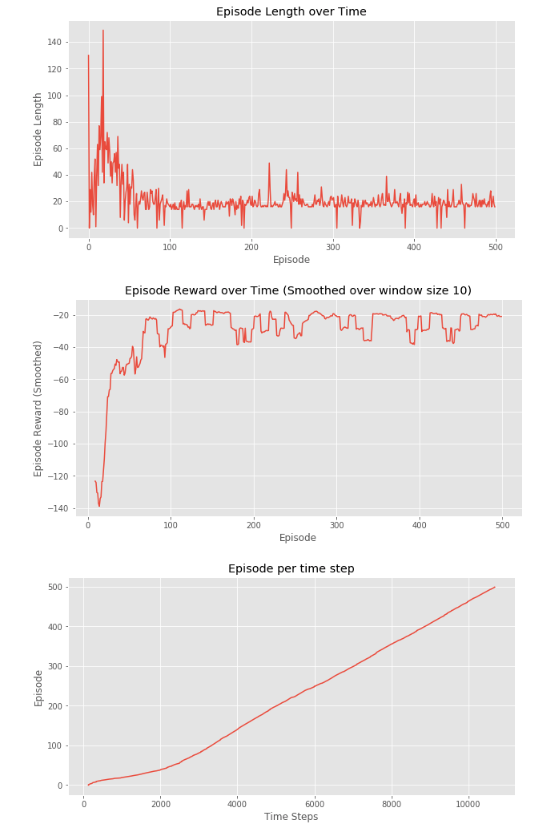 Episode Length over Time
140
120
100
80
60
40
20
0
Episode Length
0 100 200 300 400 500
Episode
Episode Reward over Time (Smoothed over window size 10)
−20
−40
−60
−80
−100
−120
−140
Episode Reward (Smoothed)
0 100 200 300 400 500
Episode
Episode per time step
500
400
300
200
100
0
Episode
0 2000 4000 6000 8000 10000
Time Steps